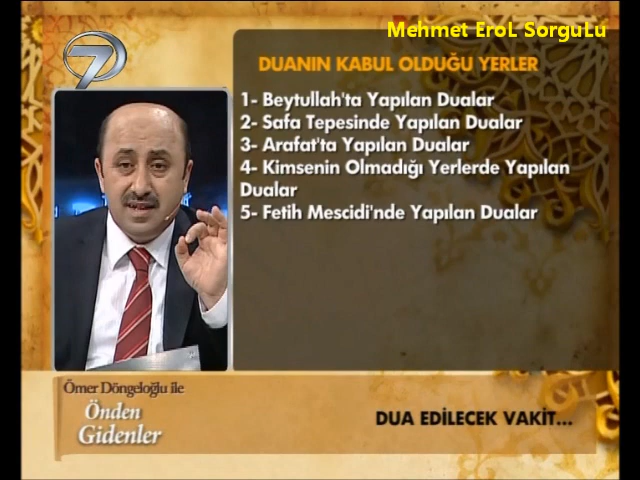 Mehmet EroL SorguLu
7
DUANIN KABUL OLDUĞU YERLER
1- Beytullah'ta Yapılan Dualar
2- Safa Tepesinde Yapılan Dualar
3- Arafat'ta Yapılan Dualar
4- Kimsenin Olmadığı Yerlerde Yapılan
Dualar
5- Fetih Mescidi'nde Yapılan Dualar
Ömer Döngeloğlu ile
Önden
Gidenler
DUA EDİLECEK VAKİT...